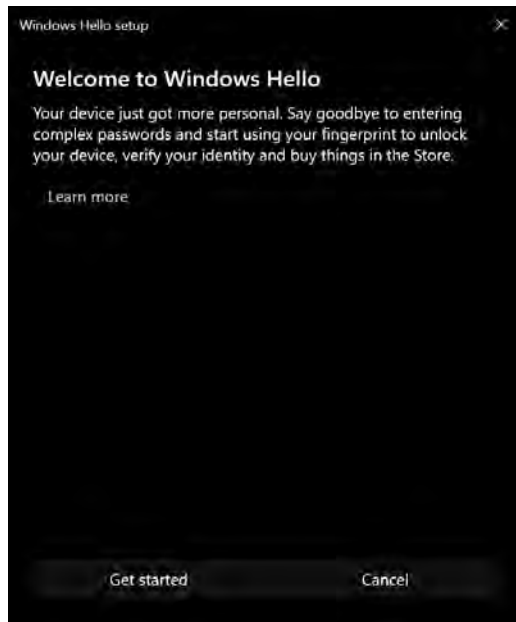 Windows Hello setup
Welcome to Windows Hello
Your device just got more personal. Say goodbye to entering
complex passwords and start using your fingerprint to unlock
your device, verify your identity and buy things in the Store.
Learn more
Get started
Cancel